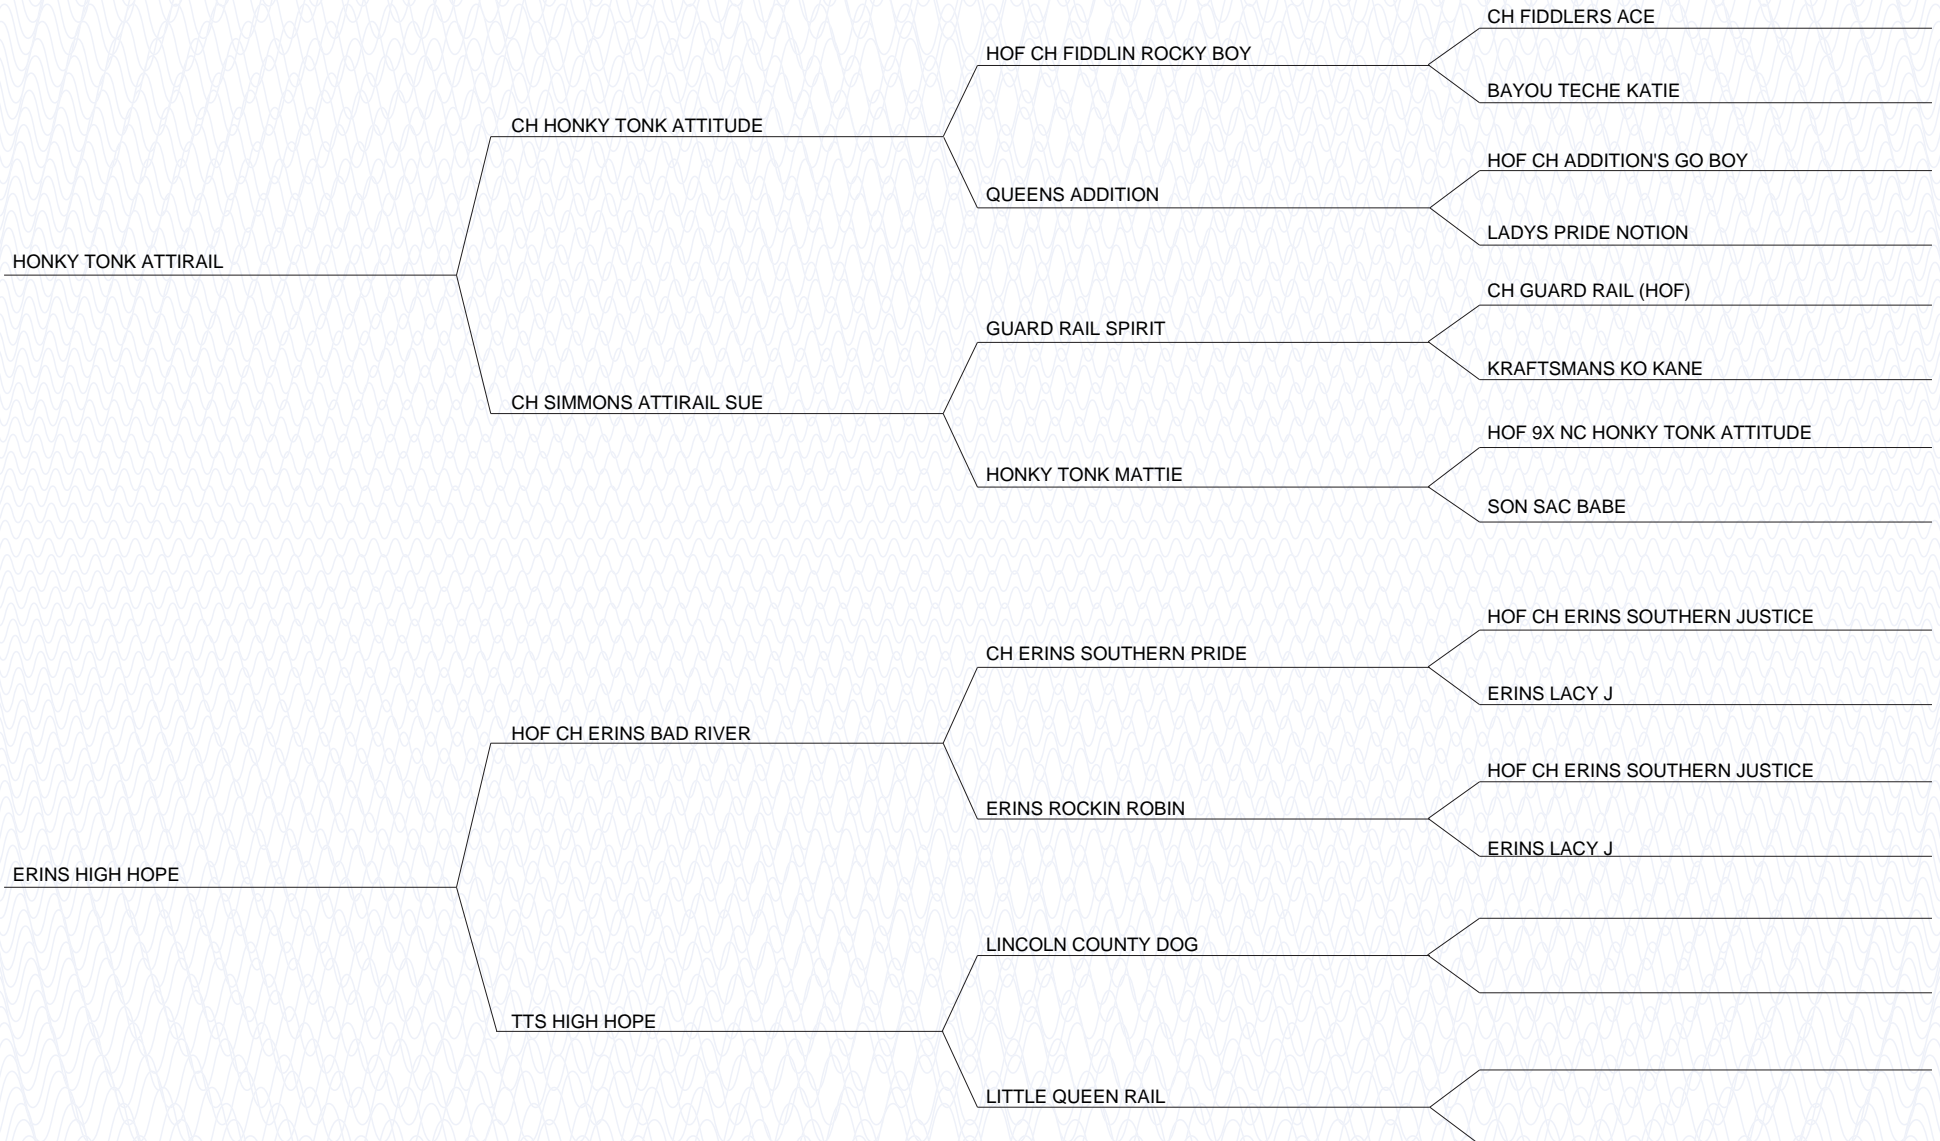 CH FIDDLERS ACE
HOF CH FIDDLIN ROCKY BOY
BAYOU TECHE KATIE
CH HONKY TONK ATTITUDE
HOF CH ADDITION'S GO BOY
QUEENS ADDITION
LADYS PRIDE NOTION
HONKY TONK ATTIRAIL
CH GUARD RAIL (HOF)
GUARD RAIL SPIRIT
KRAFTSMANS KO KANE
CH SIMMONS ATTIRAIL SUE
HOF 9X NC HONKY TONK ATTITUDE
HONKY TONK MATTIE
SON SAC BABE
HOF CH ERINS SOUTHERN JUSTICE
CH ERINS SOUTHERN PRIDE
ERINS LACY J
HOF CH ERINS BAD RIVER
HOF CH ERINS SOUTHERN JUSTICE
ERINS ROCKIN ROBIN
ERINS LACY J
ERINS HIGH HOPE
LINCOLN COUNTY DOG
TTS HIGH HOPE
LITTLE QUEEN RAIL